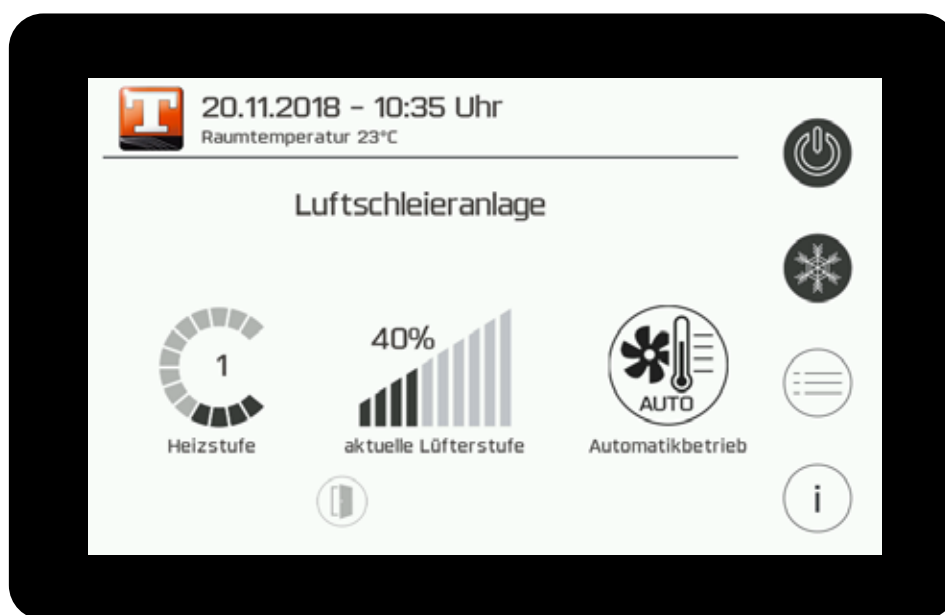 T
20.11.2018 - 10:35 Uhr
Raumtemperatur 23°C
Luftschleieranlage
1
40%
AUTO
Heizstufe
aktuelle Lüfterstufe
Automatikbetrieb
i